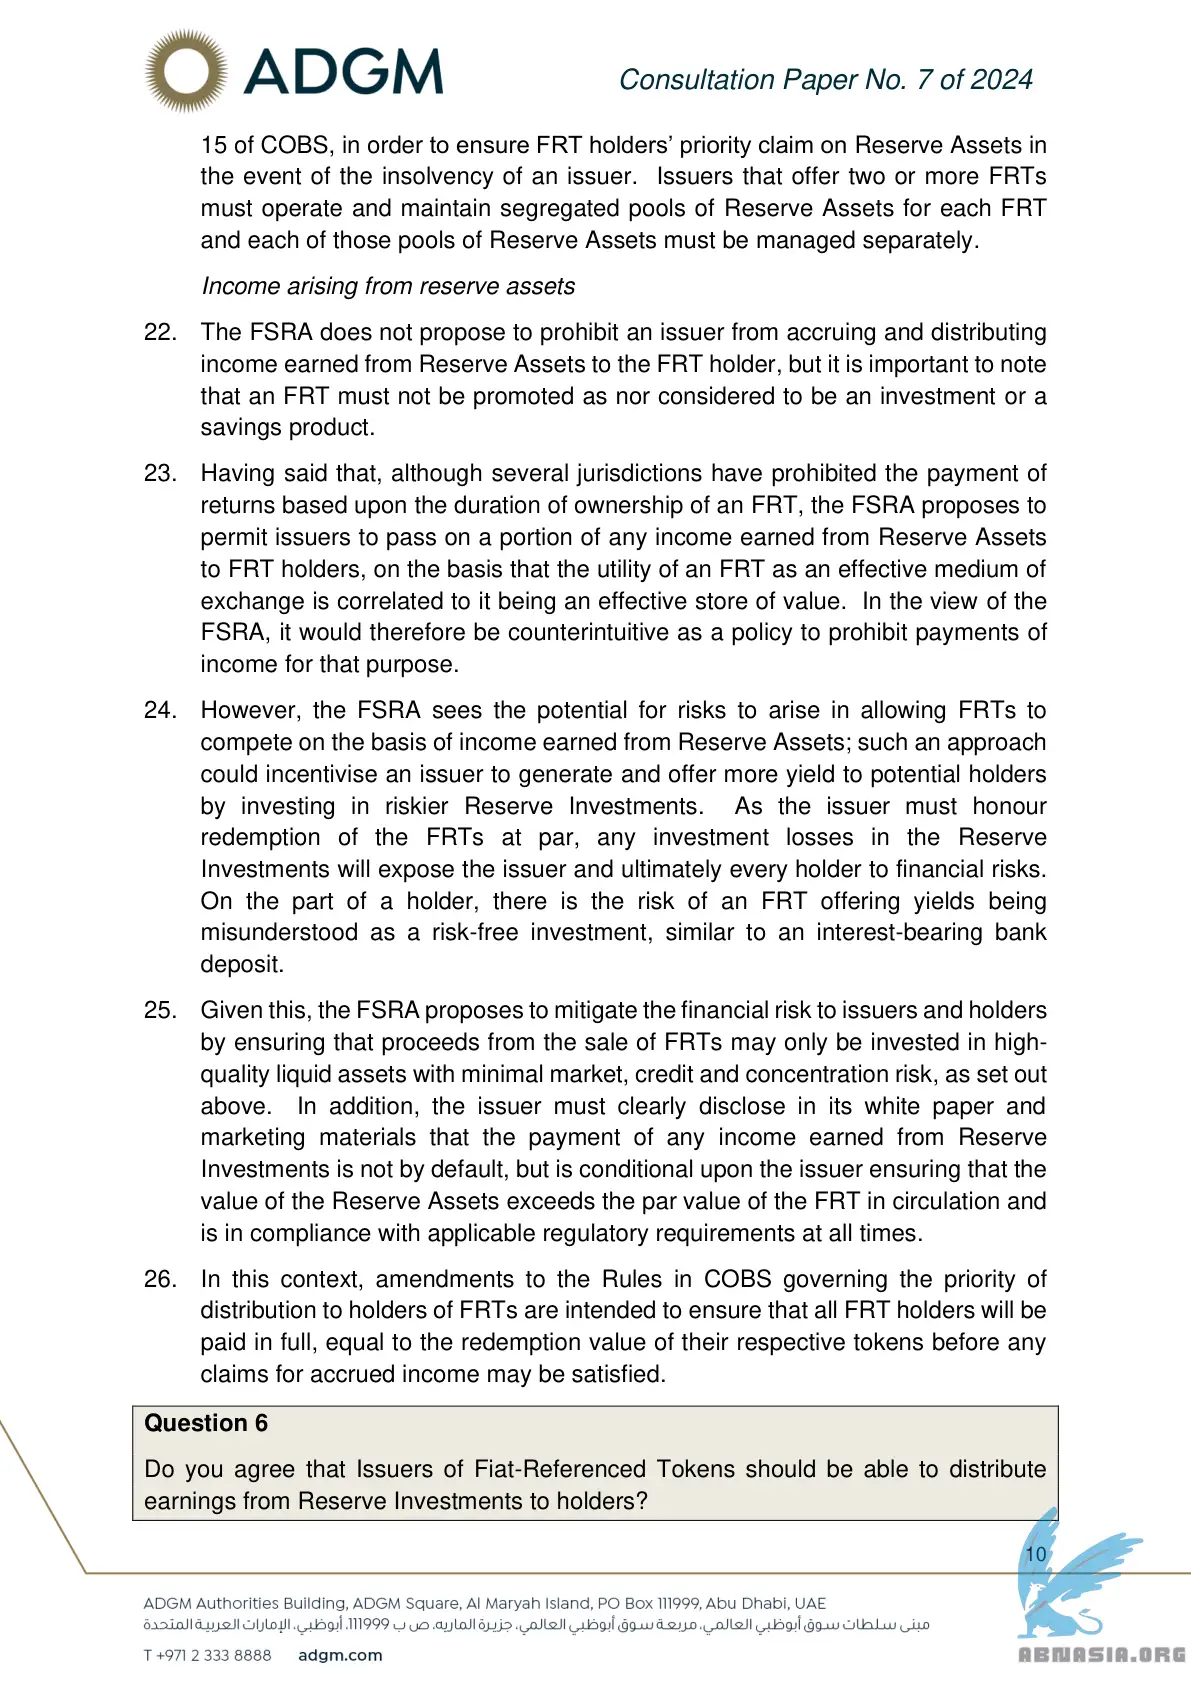 ADGM
Consultation Paper No. 7 of 2024
15 of COBS, in order to ensure FRT holders’ priority claim on Reserve Assets in
the event of the insolvency of an issuer. Issuers that offer two or more FRTs
must operate and maintain segregated pools of Reserve Assets for each FRT
and each of those pools of Reserve Assets must be managed separately.
Income arising from reserve assets
22. The FSRA does not propose to prohibit an issuer from accruing and distributing
income earned from Reserve Assets to the FRT holder, but it is important to note
that an FRT must not be promoted as nor considered to be an investment or a
savings product.
23. Having said that, although several jurisdictions have prohibited the payment of
returns based upon the duration of ownership of an FRT, the FSRA proposes to
permit issuers to pass on a portion of any income earned from Reserve Assets
to FRT holders, on the basis that the utility of an FRT as an effective medium of
exchange is correlated to it being an effective store of value. In the view of the
FSRA, it would therefore be counterintuitive as a policy to prohibit payments of
income for that purpose.
24. However, the FSRA sees the potential for risks to arise in allowing FRTs to
compete on the basis of income earned from Reserve Assets; such an approach
could incentivise an issuer to generate and offer more yield to potential holders
by investing in riskier Reserve Investments. As the issuer must honour
redemption of the FRTs at par, any investment losses in the Reserve
Investments will expose the issuer and ultimately every holder to financial risks.
On the part of a holder, there is the risk of an FRT offering yields being
misunderstood as a risk-free investment, similar to an interest-bearing bank
deposit.
25. Given this, the FSRA proposes to mitigate the financial risk to issuers and holders
by ensuring that proceeds from the sale of FRTs may only be invested in high-
quality liquid assets with minimal market, credit and concentration risk, as set out
above. In addition, the issuer must clearly disclose in its white paper and
marketing materials that the payment of any income earned from Reserve
Investments is not by default, but is conditional upon the issuer ensuring that the
value of the Reserve Assets exceeds the par value of the FRT in circulation and
is in compliance with applicable regulatory requirements at all times.
26. In this context, amendments to the Rules in COBS governing the priority of
distribution to holders of FRTs are intended to ensure that all FRT holders will be
paid in full, equal to the redemption value of their respective tokens before any
claims for accrued income may be satisfied.
Question 6
Do you agree that Issuers of Fiat-Referenced Tokens should be able to distribute
earnings from Reserve Investments to holders?
10
ADGM Authorities Building, ADGM Square, Al Maryah Island, PO Box 111999, Abu Dhabi, UAE
مبنى سلطات سوق أبوظبي العالمي، مربعة سوق أبوظبي العالمي، جزيرة الماريه، ص ب 111999، أبوظبي، الإمارات العربية المتحدة
T +971 2 333 8888 adgm.com
ABNASIA.ORG